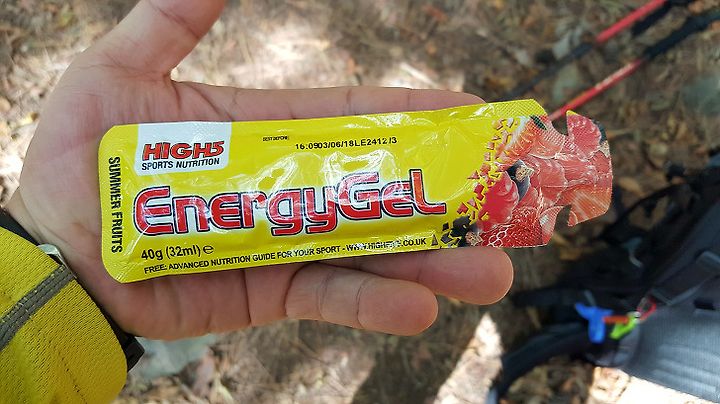 BEST BEFORE:
16:0903/06/18LE2412/3
HIGH5
SPORTS NUTRITION
SUMMER FRUITS
EnergyGel
40g (32ml) e
FREE: ADVANCED NUTRITION GUIDE FOR YOUR SPORT - WWW.HIGHFIVE.CO.UK